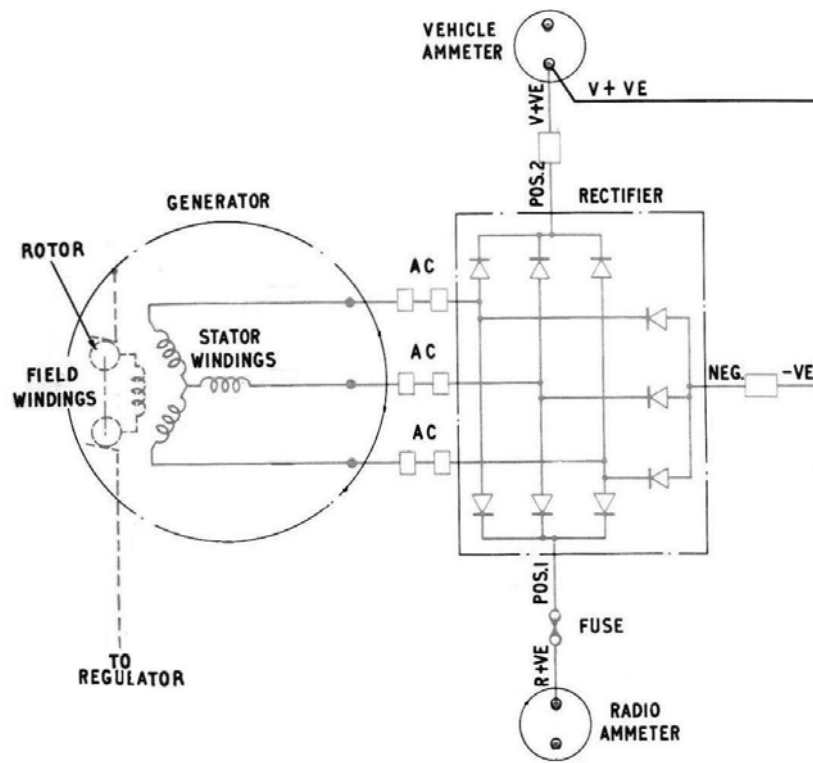 VEHICLE
AMMETER
V+VE
V + VE
POS.2
GENERATOR
RECTIFIER
ROTOR
AC
STATOR
WINDINGS
AC
FIELD
WINDINGS
NEG.
-VE
AC
POS.1
FUSE
TO
REGULATOR
R+VE
RADIO
AMMETER